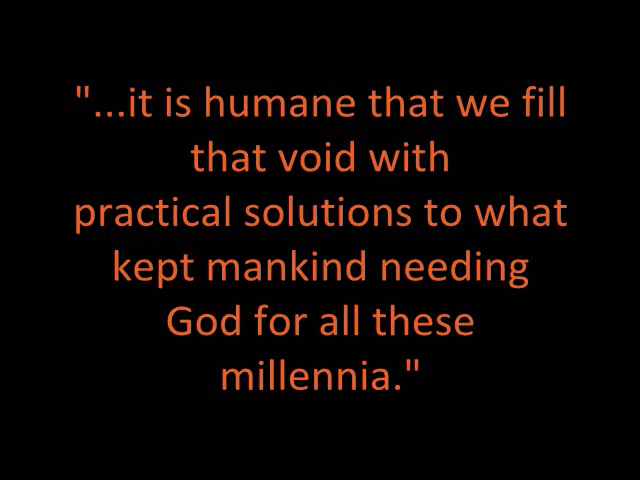 "...it is humane that we fill
that void with
practical solutions to what
kept mankind needing
God for all these
millennia."